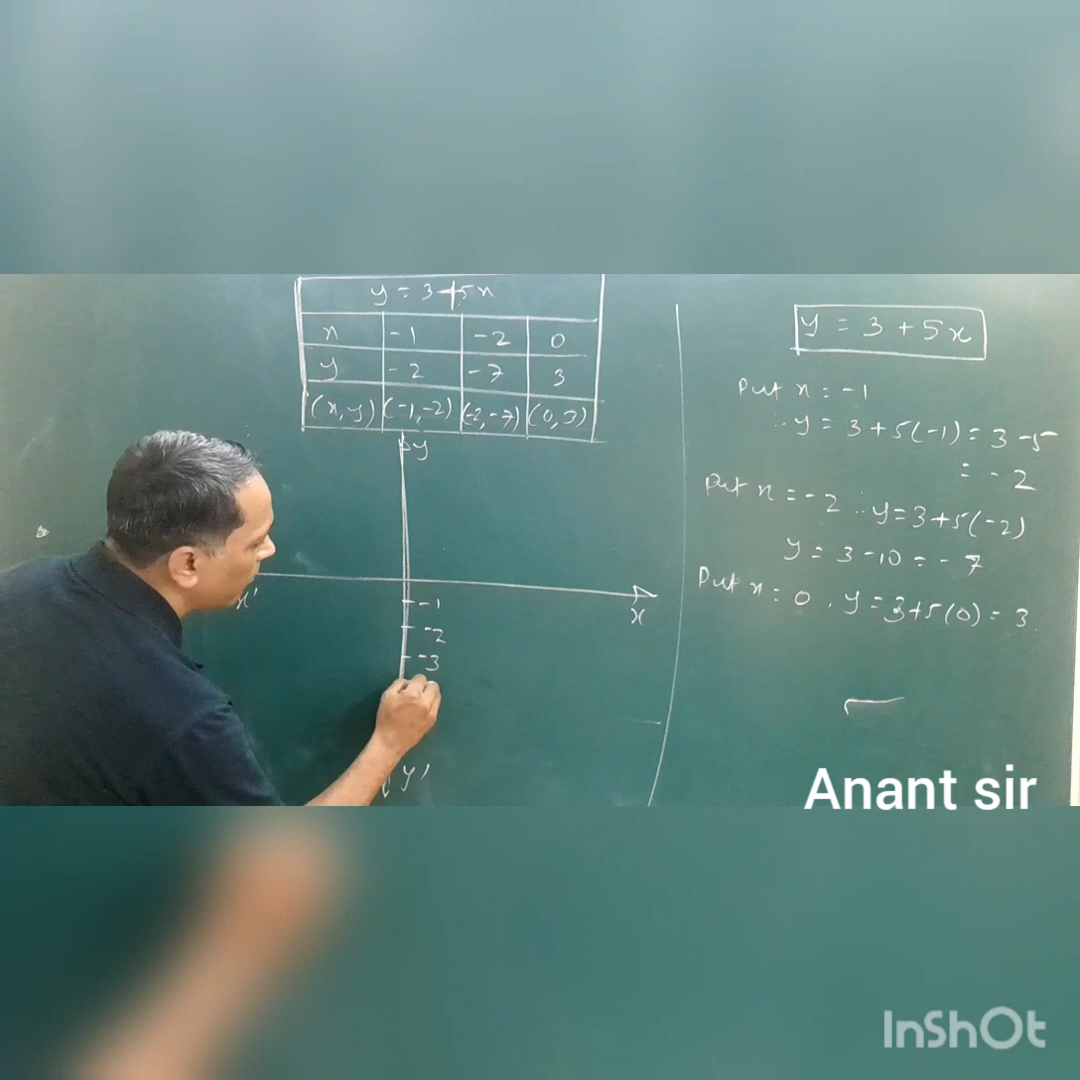 y = 3+5x
x -1 -2 0
y -2 -7 3
(x,y) (-1,-2) (-2,-7) (0,3)
y
x'
x
-1
-2
-3
y'
y = 3 + 5x
Put x = -1
∴ y = 3+5(-1) = 3-5
= -2
Put x = -2 ∴ y=3+5(-2)
y = 3-10 = -7
Put x = 0, y=3+5(0) = 3
Anant sir
InShOt